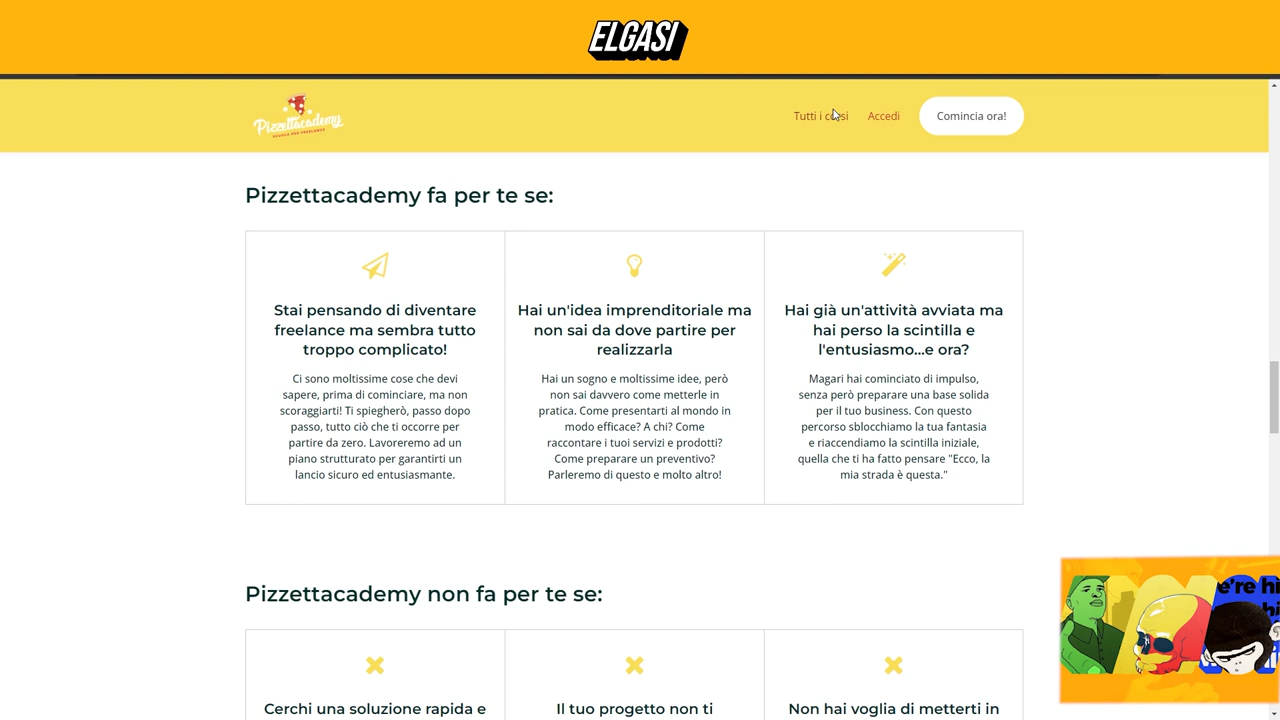 ELGASI
Pizzettacademy
SCUOLA PER FREELANCE
Tutti i corsi
Accedi
Comincia ora!
Pizzettacademy fa per te se:
Stai pensando di diventare
freelance ma sembra tutto
troppo complicato!
Ci sono moltissime cose che devi
sapere, prima di cominciare, ma non
scoraggiarti! Ti spiegherò, passo dopo
passo, tutto ciò che ti occorre per
partire da zero. Lavoreremo ad un
piano strutturato per garantirti un
lancio sicuro ed entusiasmante.
Hai un'idea imprenditoriale ma
non sai da dove partire per
realizzarla
Hai un sogno e moltissime idee, però
non sai davvero come metterle in
pratica. Come presentarti al mondo in
modo efficace? A chi? Come
raccontare i tuoi servizi e prodotti?
Come preparare un preventivo?
Parleremo di questo e molto altro!
Hai già un'attività avviata ma
hai perso la scintilla e
l'entusiasmo...e ora?
Magari hai cominciato di impulso,
senza però preparare una base solida
per il tuo business. Con questo
percorso sblocchiamo la tua fantasia
e riaccendiamo la scintilla iniziale,
quella che ti ha fatto pensare "Ecco, la
mia strada è questa."
Pizzettacademy non fa per te se:
Cerchi una soluzione rapida e
Il tuo progetto non ti
Non hai voglia di metterti in